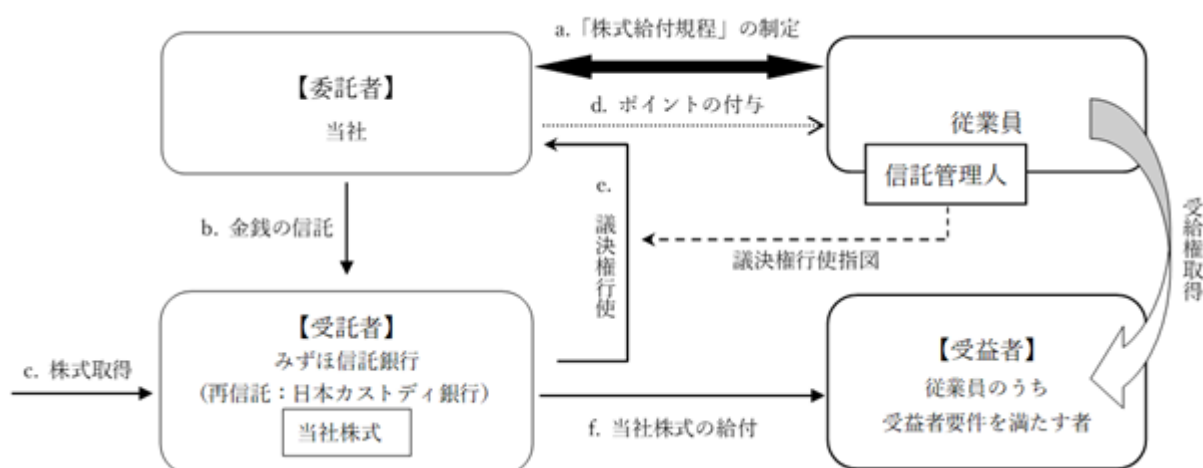 a.「株式給付規程」の制定
【委託者】
当社
d. ポイントの付与
従業員
信託管理人
b. 金銭の信託
e. 議決権行使
議決権行使指図
受給権取得
【受託者】
みずほ信託銀行
(再信託：日本カストディ銀行)
当社株式
c. 株式取得
f. 当社株式の給付
【受益者】
従業員のうち
受益者要件を満たす者